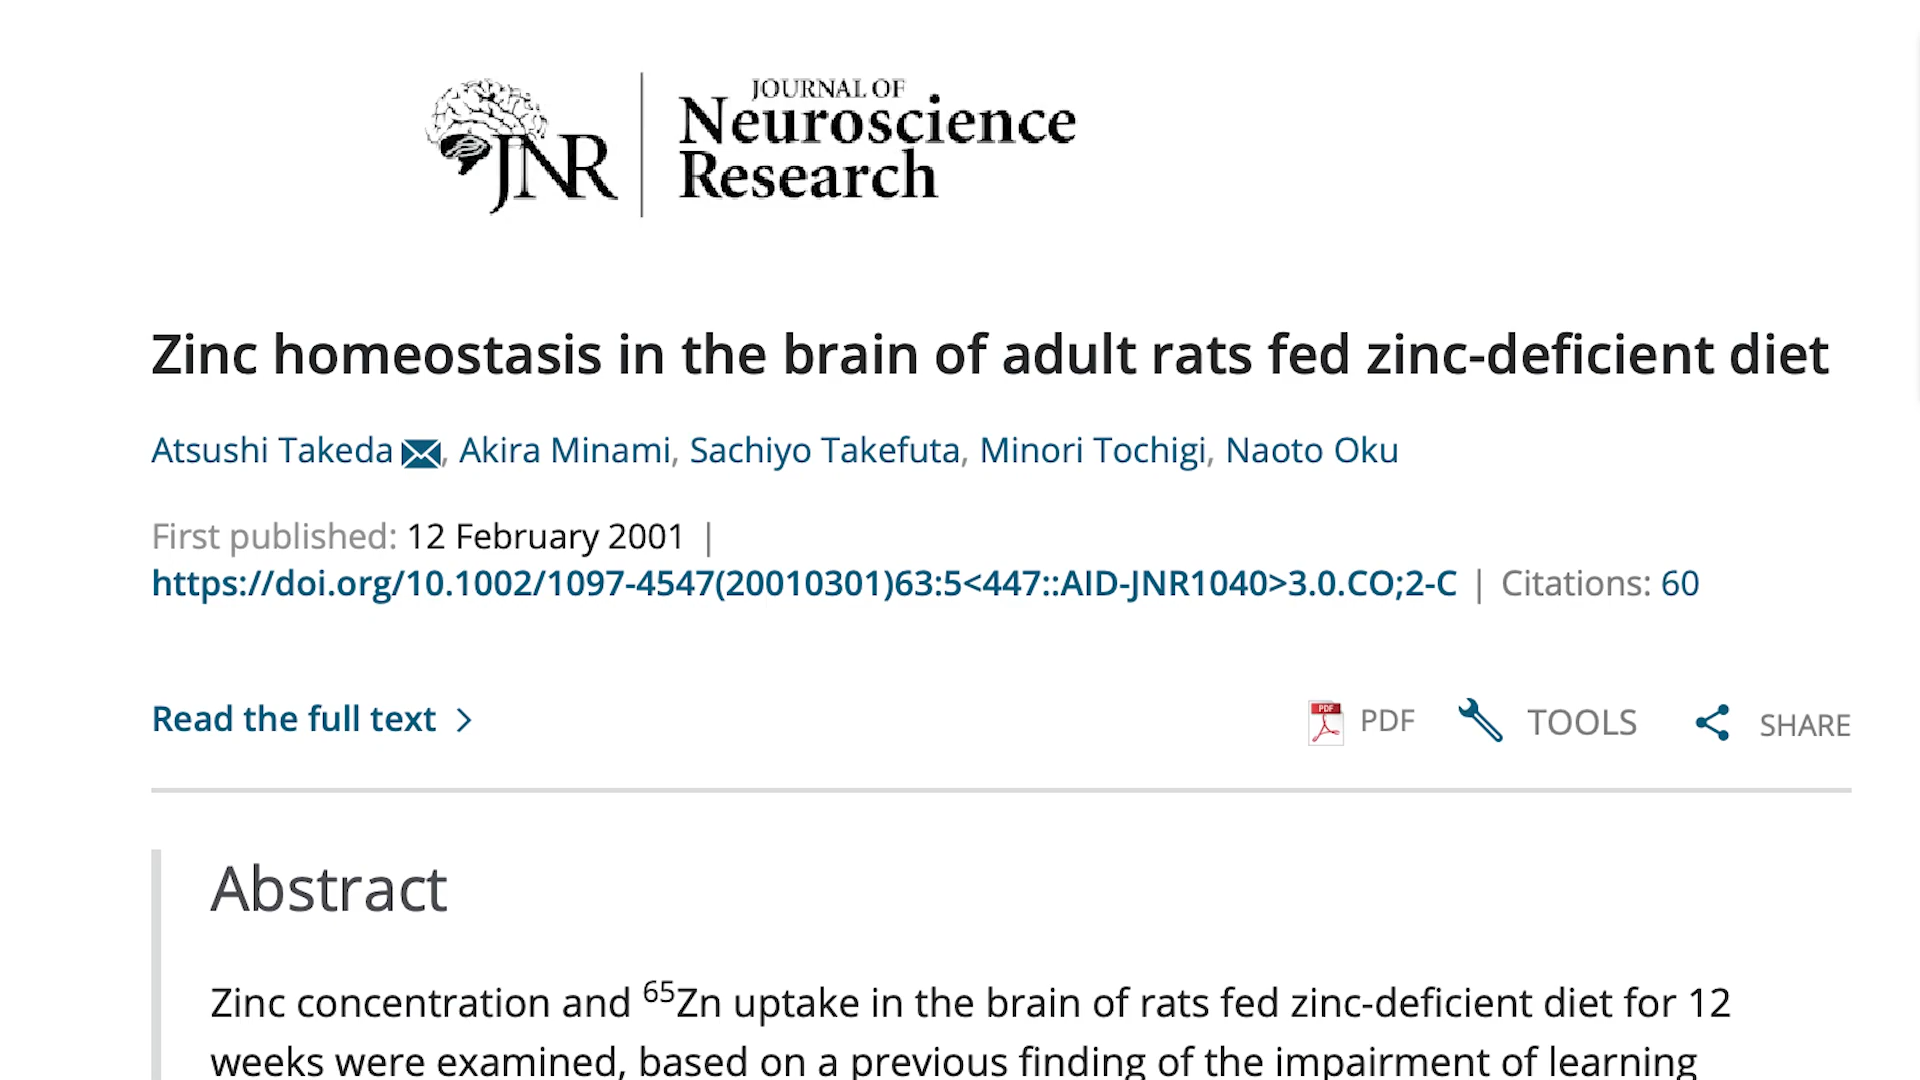 JNR
JOURNAL OF
Neuroscience
Research
Zinc homeostasis in the brain of adult rats fed zinc-deficient diet
Atsushi Takeda, Akira Minami, Sachiyo Takefuta, Minori Tochigi, Naoto Oku
First published: 12 February 2001 |
https://doi.org/10.1002/1097-4547(20010301)63:5<447::AID-JNR1040>3.0.CO;2-C | Citations: 60
Read the full text
PDF PDF TOOLS SHARE
Abstract
Zinc concentration and ⁶⁵Zn uptake in the brain of rats fed zinc-deficient diet for 12
weeks were examined, based on a previous finding of the impairment of learning